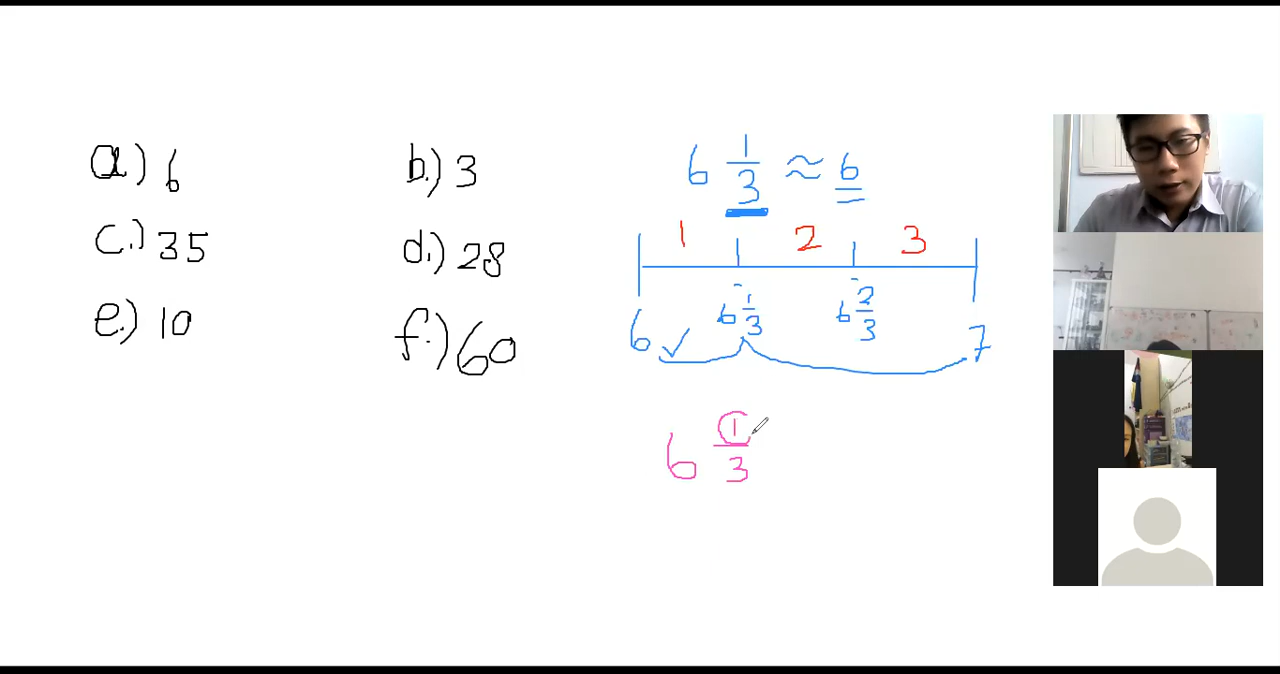 a.) 6
b.) 3
c.) 35
d.) 28
e.) 10
f.) 60
6 1/3 ≈ 6
1 2 3
6 6 1/3 6 2/3 7
6 1/3